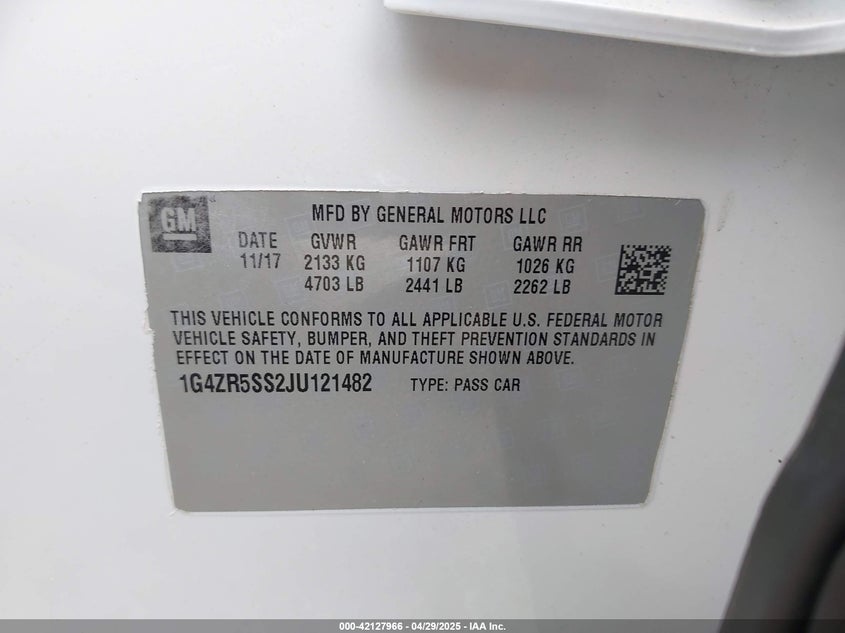 GM
MFD BY GENERAL MOTORS LLC
DATE GVWR GAWR FRT GAWR RR
11/17 2133 KG 1107 KG 1026 KG
4703 LB 2441 LB 2262 LB
THIS VEHICLE CONFORMS TO ALL APPLICABLE U.S. FEDERAL MOTOR
VEHICLE SAFETY, BUMPER, AND THEFT PREVENTION STANDARDS IN
EFFECT ON THE DATE OF MANUFACTURE SHOWN ABOVE.
1G4ZR5SS2JU121482 TYPE: PASS CAR
000-42127966 - 04/29/2025 - IAA Inc.